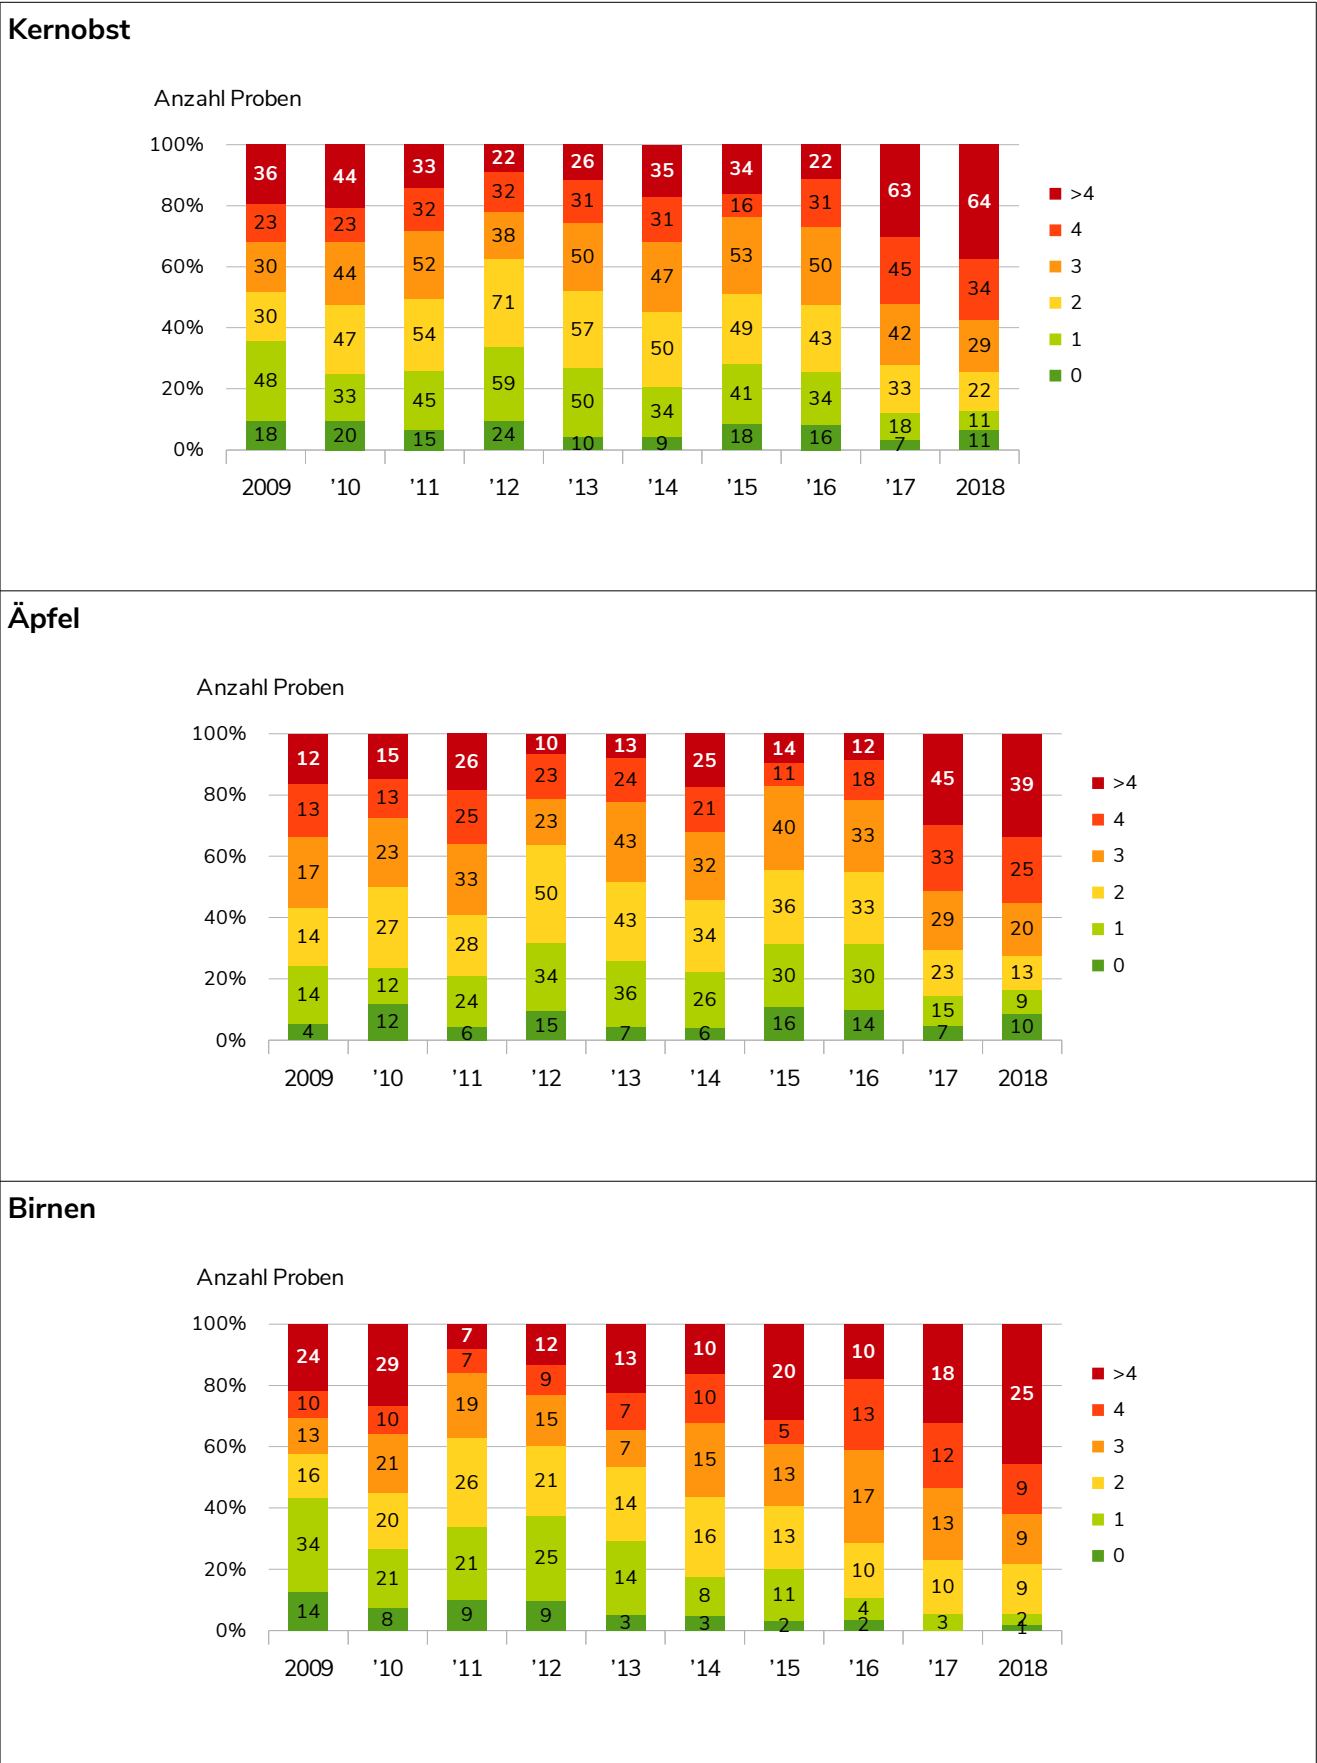 Kernobst
Anzahl Proben
100%
36 44 33 22 26 35 34 22 63 64
>4
80%
23 23 32 32 31 31 16 31 45 34
4
60%
30 44 52 38 50 47 53 50 42 29
3
30 47 54 71 57 50 49 43 33 22
2
40%
48 33 45 59 50 34 41 34 18 11
1
20%
18 20 15 24 10 9 18 16 7 11
0
0%
2009 ’10 ’11 ’12 ’13 ’14 ’15 ’16 ’17 2018
Äpfel
Anzahl Proben
100%
12 15 26 10 13 25 14 12 45 39
>4
80%
13 13 25 23 24 21 11 18 33 25
4
60%
17 23 33 23 43 32 40 33 29 20
3
14 27 28 50 43 34 36 33 23 13
2
40%
14 12 24 34 36 26 30 30 15 9
1
20%
4 12 6 15 7 6 16 14 7 10
0
0%
2009 ’10 ’11 ’12 ’13 ’14 ’15 ’16 ’17 2018
Birnen
Anzahl Proben
100%
24 29 7 12 13 10 20 10 18 25
>4
80%
10 10 7 9 7 10 5 13 12 9
4
60%
13 21 19 15 7 15 13 17 13 9
3
16 20 26 21 14 16 13 10 10 9
2
40%
34 21 21 25 14 8 11 4 3 2
1
20%
14 8 9 9 3 3 2 2 1
0
0%
2009 ’10 ’11 ’12 ’13 ’14 ’15 ’16 ’17 2018